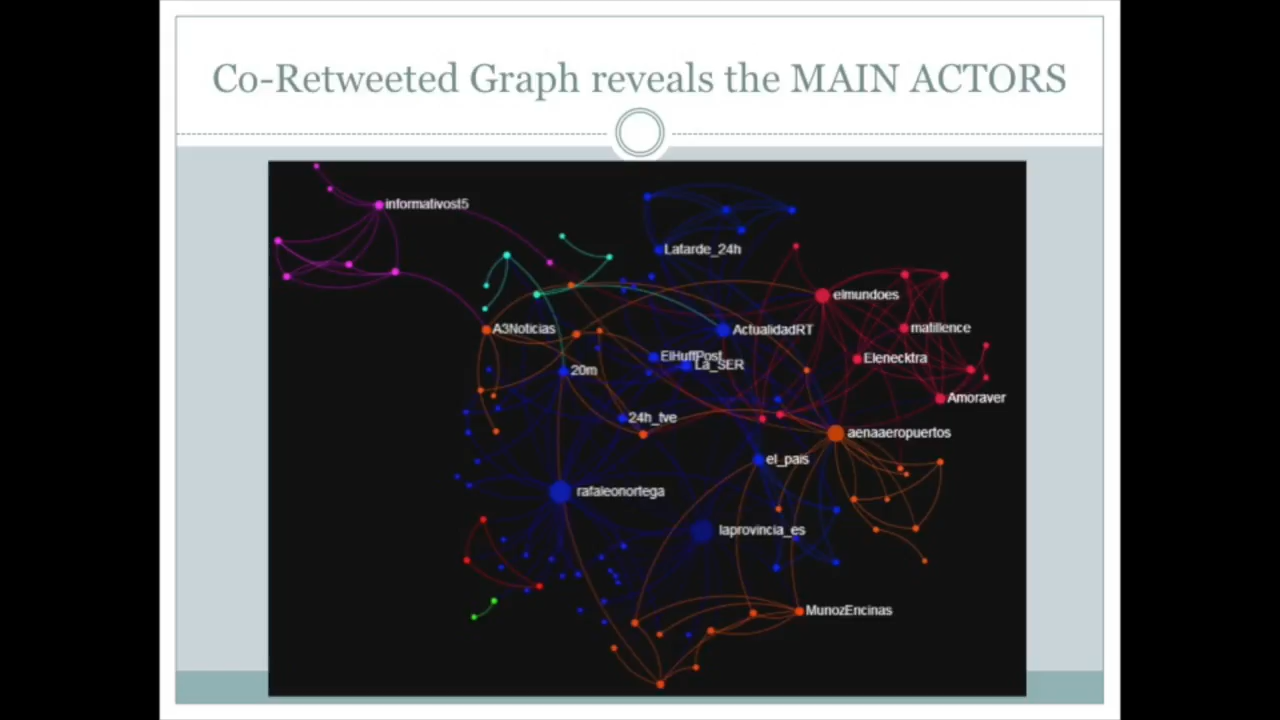 Co-Retweeted Graph reveals the MAIN ACTORS
informativost5
Latarde_24h
elmundoes
A3Noticias
ActualidadRT
matillence
ElHuffPost
Elenecktra
La_SER
20m
Amoraver
24h_tve
aenaaeropuertos
el_pais
rafaleonortega
laprovincia_es
MunozEncinas